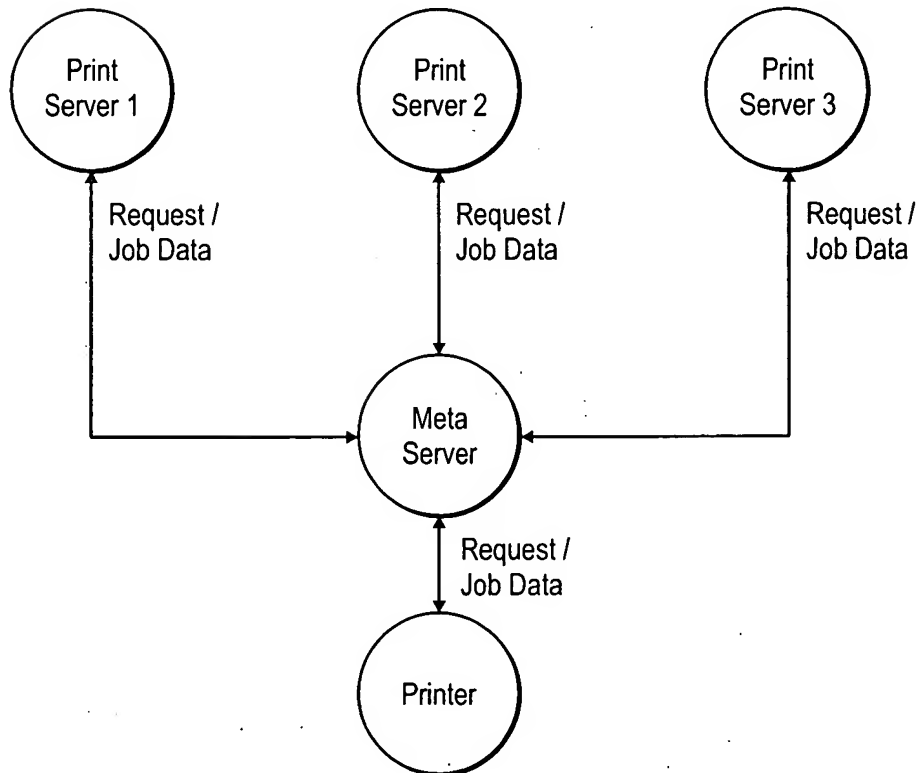 Print
Server 1
Print
Server 2
Print
Server 3
Request /
Job Data
Request /
Job Data
Request /
Job Data
Meta
Server
Request /
Job Data
Printer